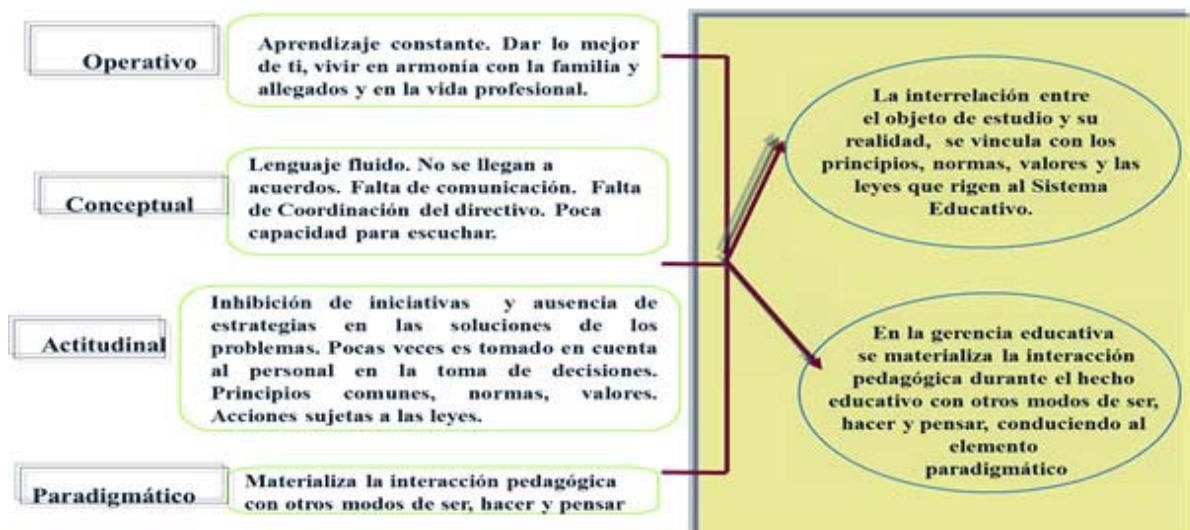 Operativo
Aprendizaje constante. Dar lo mejor
de ti, vivir en armonía con la familia y
allegados y en la vida profesional.
Conceptual
Lenguaje fluido. No se llegan a
acuerdos. Falta de comunicación. Falta
de Coordinación del directivo. Poca
capacidad para escuchar.
Actitudinal
Inhibición de iniciativas y ausencia de
estrategias en las soluciones de los
problemas. Pocas veces es tomado en cuenta
al personal en la toma de decisiones.
Principios comunes, normas, valores.
Acciones sujetas a las leyes.
Paradigmático
Materializa la interacción pedagógica
con otros modos de ser, hacer y pensar
La interrelación entre
el objeto de estudio y su
realidad, se vincula con los
principios, normas, valores y las
leyes que rigen al Sistema
Educativo.
En la gerencia educativa
se materializa la interacción
pedagógica durante el hecho
educativo con otros modos de ser,
hacer y pensar, conduciendo al
elemento
paradigmático